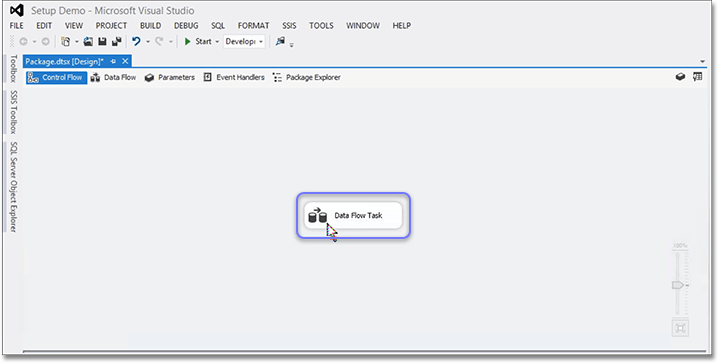 Setup Demo - Microsoft Visual Studio
FILE EDIT VIEW PROJECT BUILD DEBUG SQL FORMAT SSIS TOOLS WINDOW HELP
Start Developr
Package.dtsx [Design]*
Control Flow Data Flow Parameters Event Handlers Package Explorer
Toolbox
SSIS Toolbox
SQL Server Object Explorer
Data Flow Task
100%